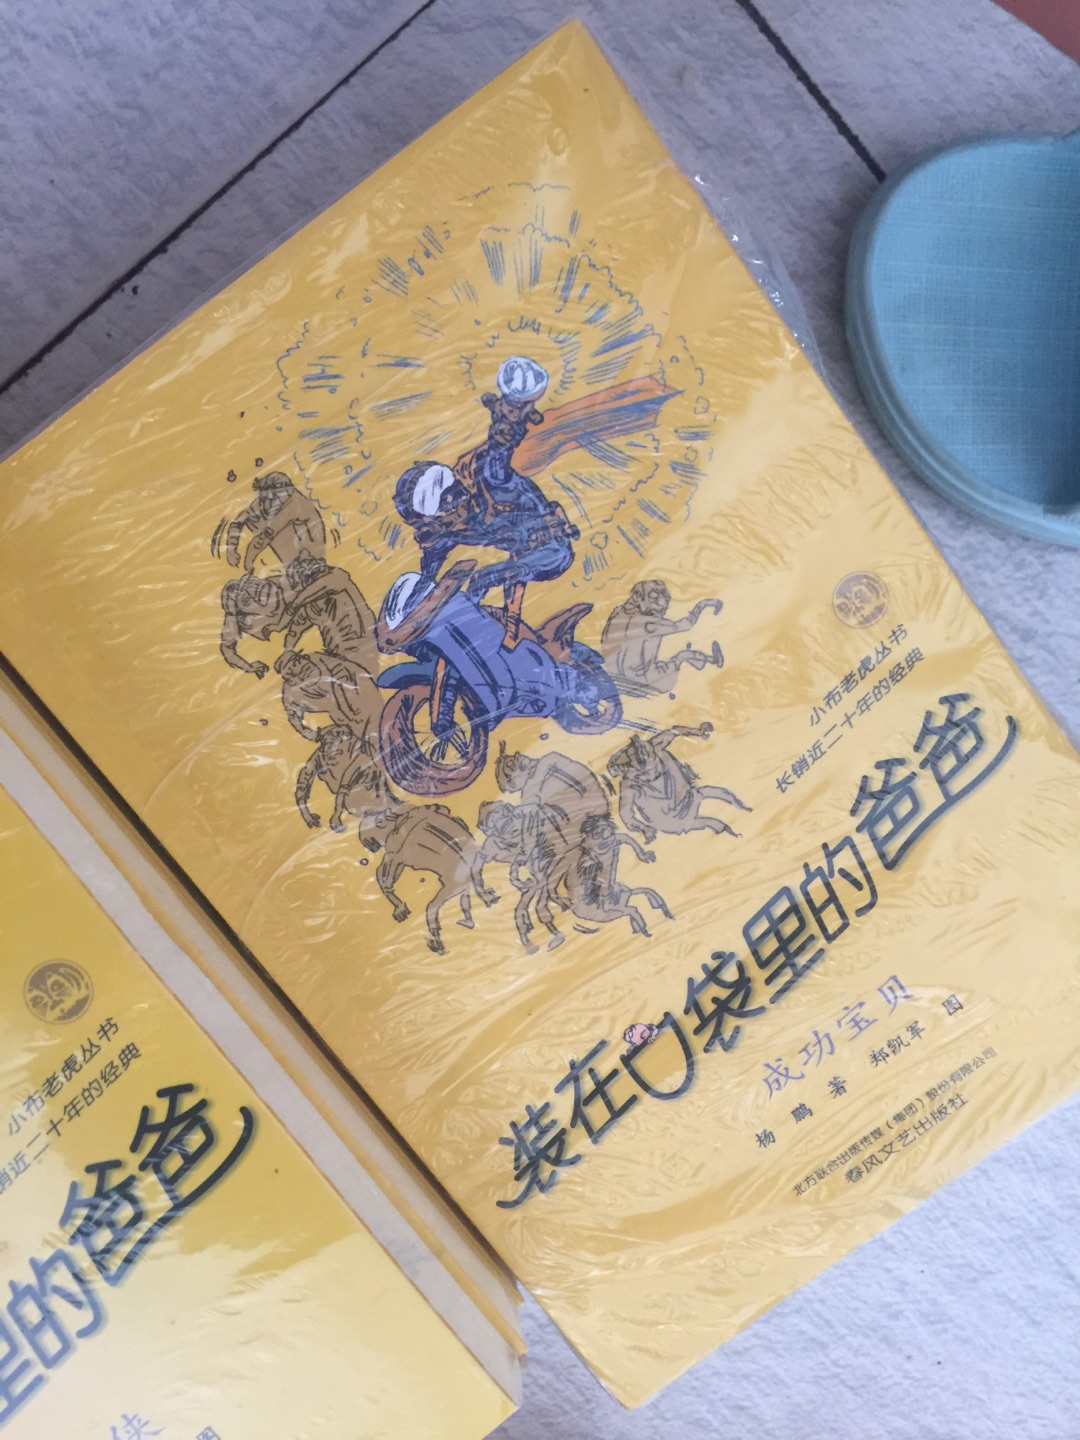 小布老虎丛书
长销近二十年的经典
装在口袋里的爸爸
成功宝贝
杨鹏 著 郑凯军 图
北方联合出版传媒（集团）股份有限公司
春风文艺出版社
小布老虎丛书
销近二十年的经典
里的爸爸
侠
图